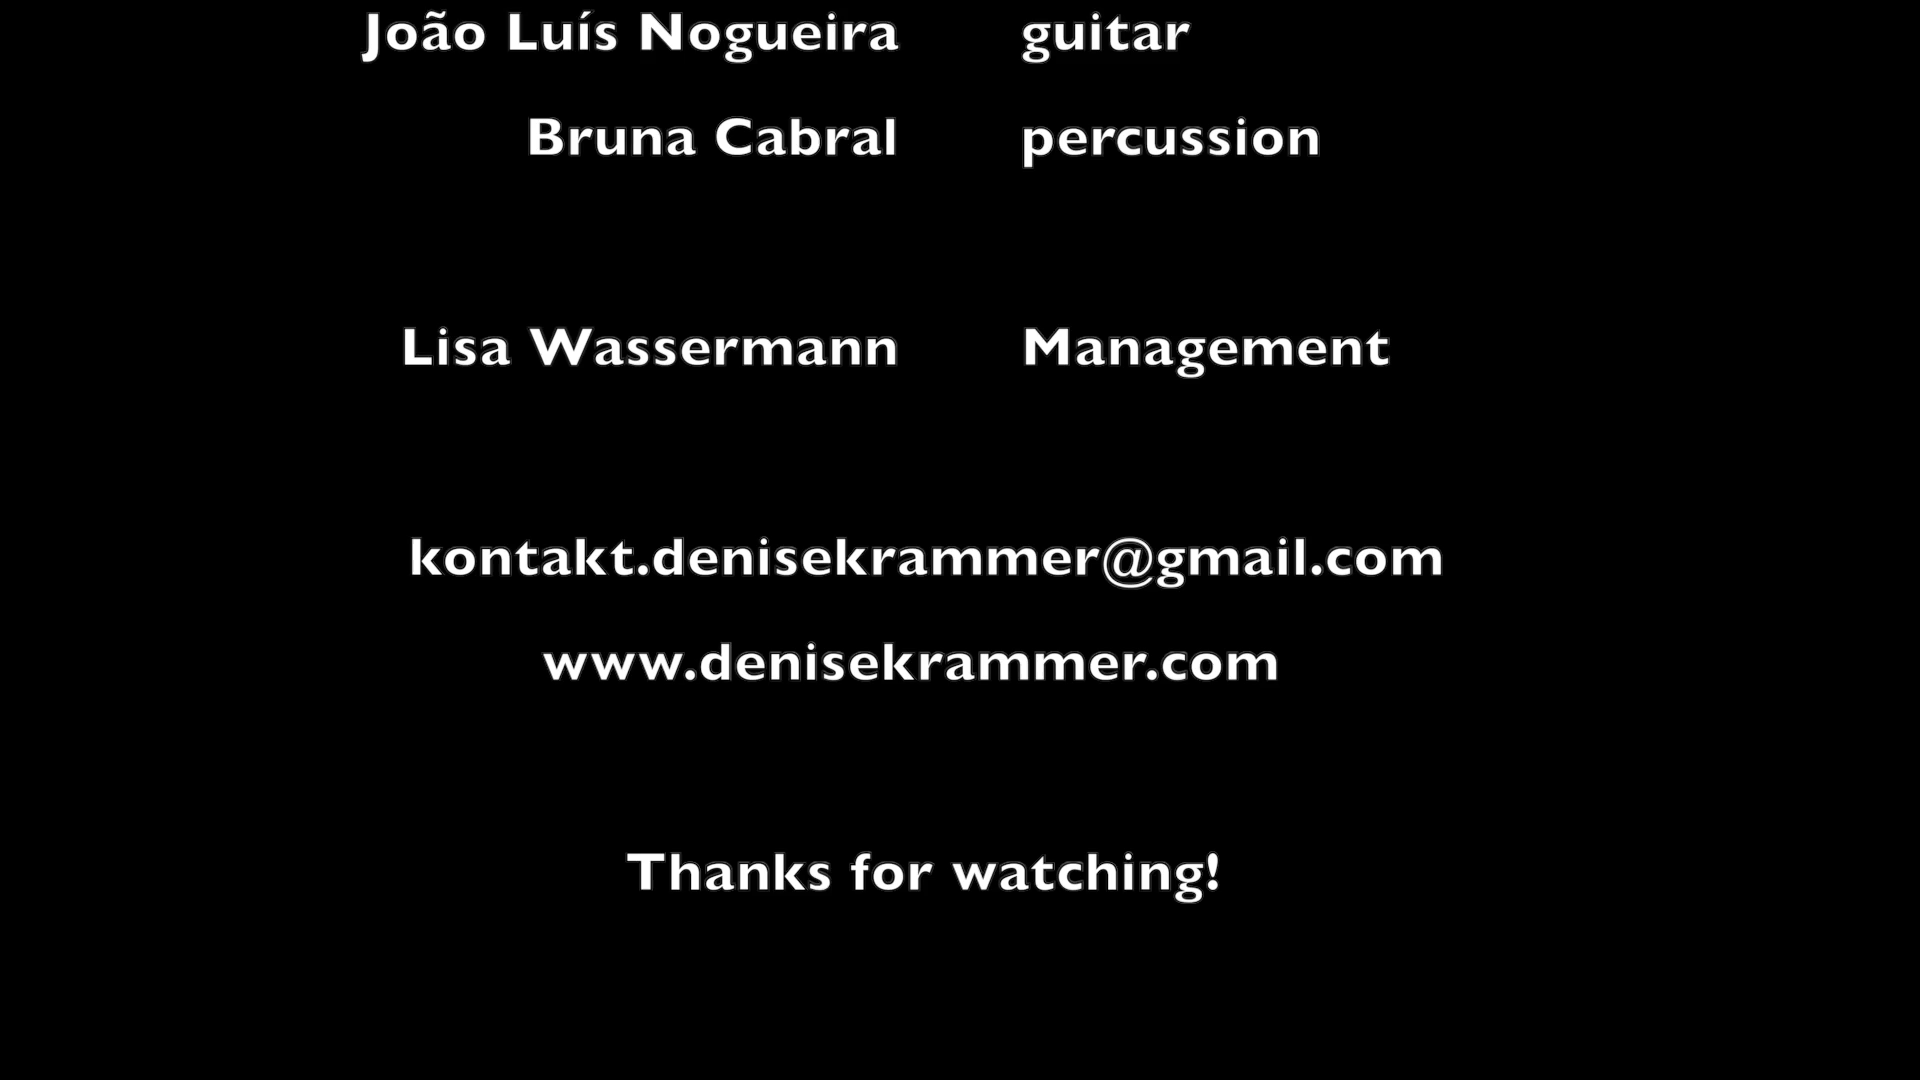 João Luís Nogueira guitar
Bruna Cabral percussion
Lisa Wassermann Management
kontakt.denisekrammer@gmail.com
www.denisekrammer.com
Thanks for watching!